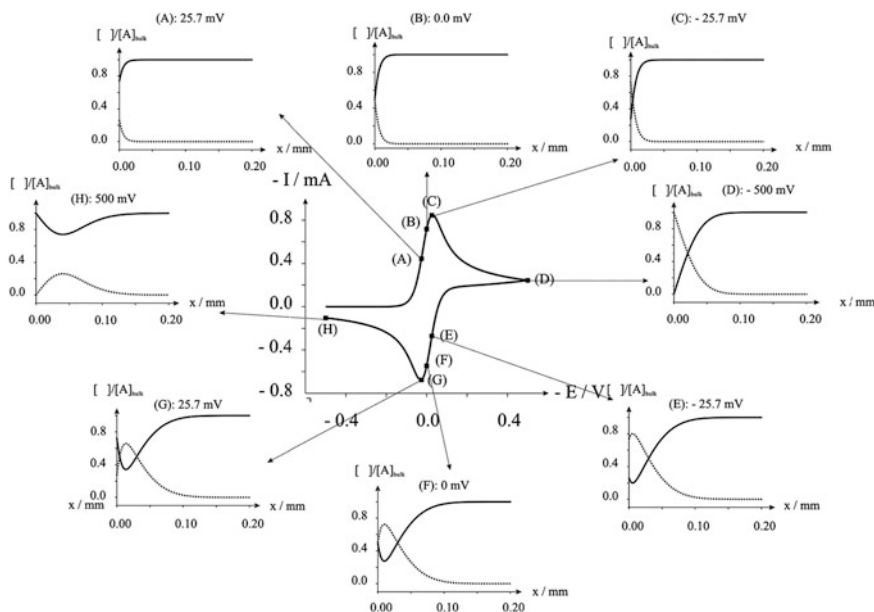 (A): 25.7 mV
[ ]/[A]bulk
0.8
0.4
0.0
x / mm
0.00 0.10 0.20
(B): 0.0 mV
[ ]/[A]bulk
0.8
0.4
0.0
x / mm
0.00 0.10 0.20
(C): - 25.7 mV
[ ]/[A]bulk
0.8
0.4
0.0
x / mm
0.00 0.10 0.20
[ ]/[A]bulk
(H): 500 mV
0.8
0.4
0.0
x / mm
0.00 0.10 0.20
- I / mA
0.8
0.4
0.0
- 0.4
- 0.8
- 0.4 0.0 0.4
- E / V
(A)
(B)
(C)
(D)
(E)
(F)
(G)
(H)
[ ]/[A]bulk
(D): - 500 mV
0.8
0.4
0.0
x / mm
0.00 0.10 0.20
[ ]/[A]bulk
(G): 25.7 mV
0.8
0.4
0.0
x / mm
x / mm
0.00 0.10 0.20
[ ]/[A]bulk
(F): 0 mV
0.8
0.4
0.0
x / mm
0.00 0.10 0.20
[ ]/[A]bulk
(E): - 25.7 mV
0.8
0.4
0.0
x / mm
0.00 0.10 0.20